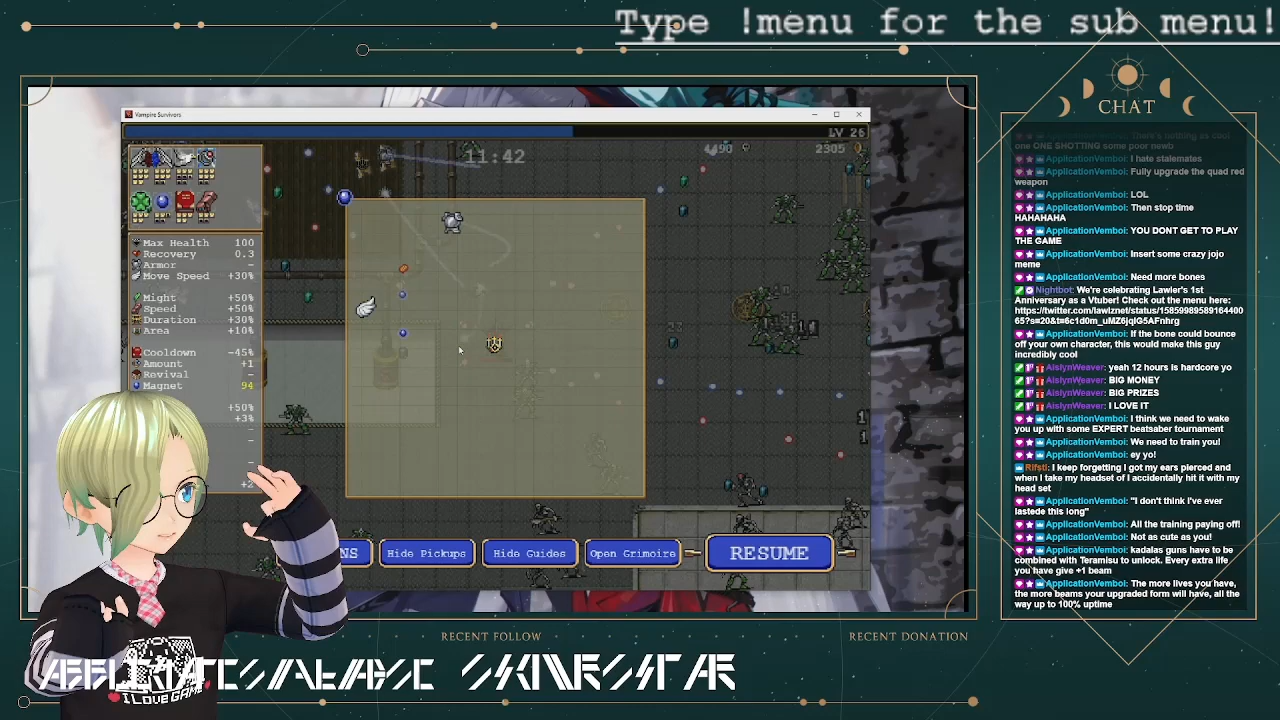 Type !menu for the sub menu!
Vampire Survivors
LV 26
11:42
4490
2305
Max Health 100
Recovery 0.3
Armor -
Move Speed +30%
Might +50%
Speed +50%
Duration +30%
Area +10%
Cooldown -45%
Amount +1
Revival -
Magnet 94
+50%
+3%
-
-
+2
NS
Hide Pickups
Hide Guides
Open Grimoire
RESUME
I LOVE GAME
RECENT FOLLOW
RECENT DONATION
CHAT
There's nothing as cool
one ONE SHOTTING some poor newb
ApplicationVemboi: I hate stalemates
ApplicationVemboi: Fully upgrade the quad red
weapon
ApplicationVemboi: LOL
ApplicationVemboi: Then stop time
HAHAHAHA
ApplicationVemboi: YOU DONT GET TO PLAY
THE GAME
ApplicationVemboi: Insert some crazy jojo
meme
ApplicationVemboi: Need more bones
Nightbot: We're celebrating Lawler's 1st
Anniversary as a Vtuber! Check out the menu here:
ApplicationVemboi: If the bone could bounce
off your own character, this would make this guy
incredibly cool
AislynWeaver: yeah 12 hours is hardcore yo
AislynWeaver: BIG MONEY
AislynWeaver: BIG PRIZES
AislynWeaver: I LOVE IT
ApplicationVemboi: I think we need to wake
you up with some EXPERT beatsaber tournament
ApplicationVemboi: We need to train you!
ApplicationVemboi: ey yo!
Rifsti: I keep forgetting I got my ears pierced and
when I take my headset of I accidentally hit it with my
head set
ApplicationVemboi: "I don't think I've ever
lastede this long"
ApplicationVemboi: All the training paying off!
ApplicationVemboi: Not as cute as you!
ApplicationVemboi: kadalas guns have to be
combined with Teramisu to unlock. Every extra life
you have give +1 beam
ApplicationVemboi: The more lives you have,
the more beams your upgraded form will have, all the
way up to 100% uptime